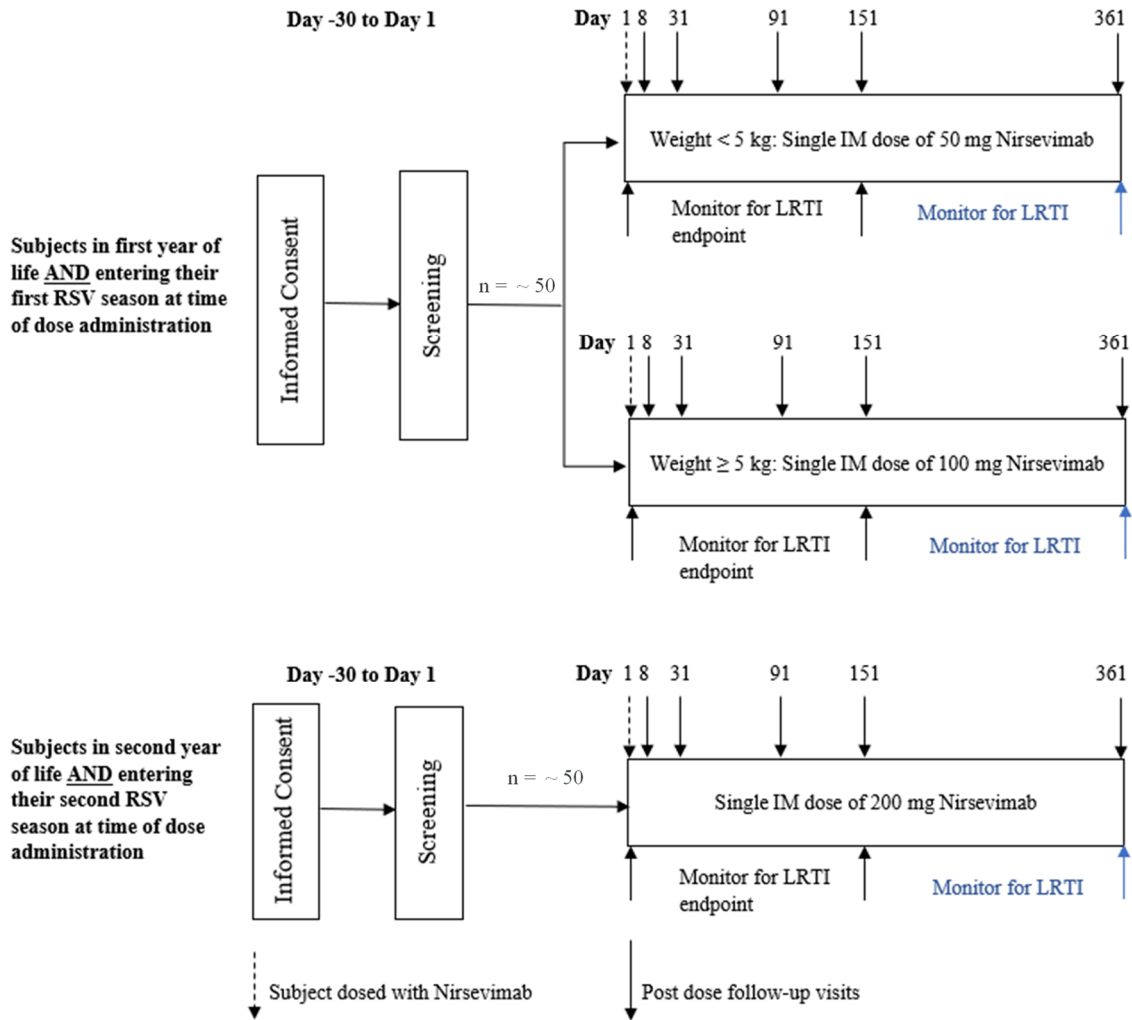 Day -30 to Day 1
Day 1 8 31 91 151 361
Weight < 5 kg: Single IM dose of 50 mg Nirsevimab
Monitor for LRTI
endpoint
Monitor for LRTI
Subjects in first year of
life AND entering their
first RSV season at time
of dose administration
Informed Consent
Screening
n = ~ 50
Day 1 8 31 91 151 361
Weight ≥ 5 kg: Single IM dose of 100 mg Nirsevimab
Monitor for LRTI
endpoint
Monitor for LRTI
Day -30 to Day 1
Day 1 8 31 91 151 361
Subjects in second year
of life AND entering
their second RSV
season at time of dose
administration
Informed Consent
Screening
n = ~ 50
Single IM dose of 200 mg Nirsevimab
Monitor for LRTI
endpoint
Monitor for LRTI
Subject dosed with Nirsevimab
Post dose follow-up visits